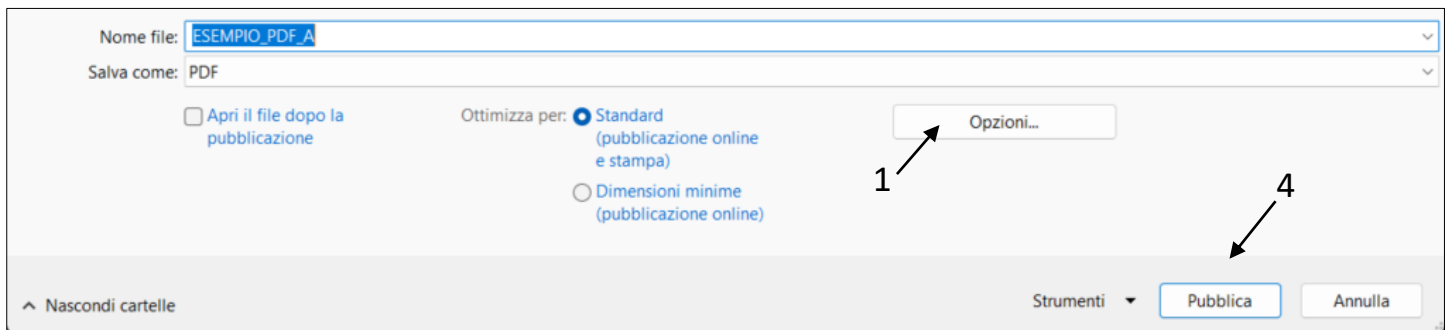 Nome file: ESEMPIO_PDF_A
Salva come: PDF
Apri il file dopo la
pubblicazione
Ottimizza per: Standard
(pubblicazione online
e stampa)
Dimensioni minime
(pubblicazione online)
Opzioni...
1
4
Nascondi cartelle
Strumenti
Pubblica
Annulla